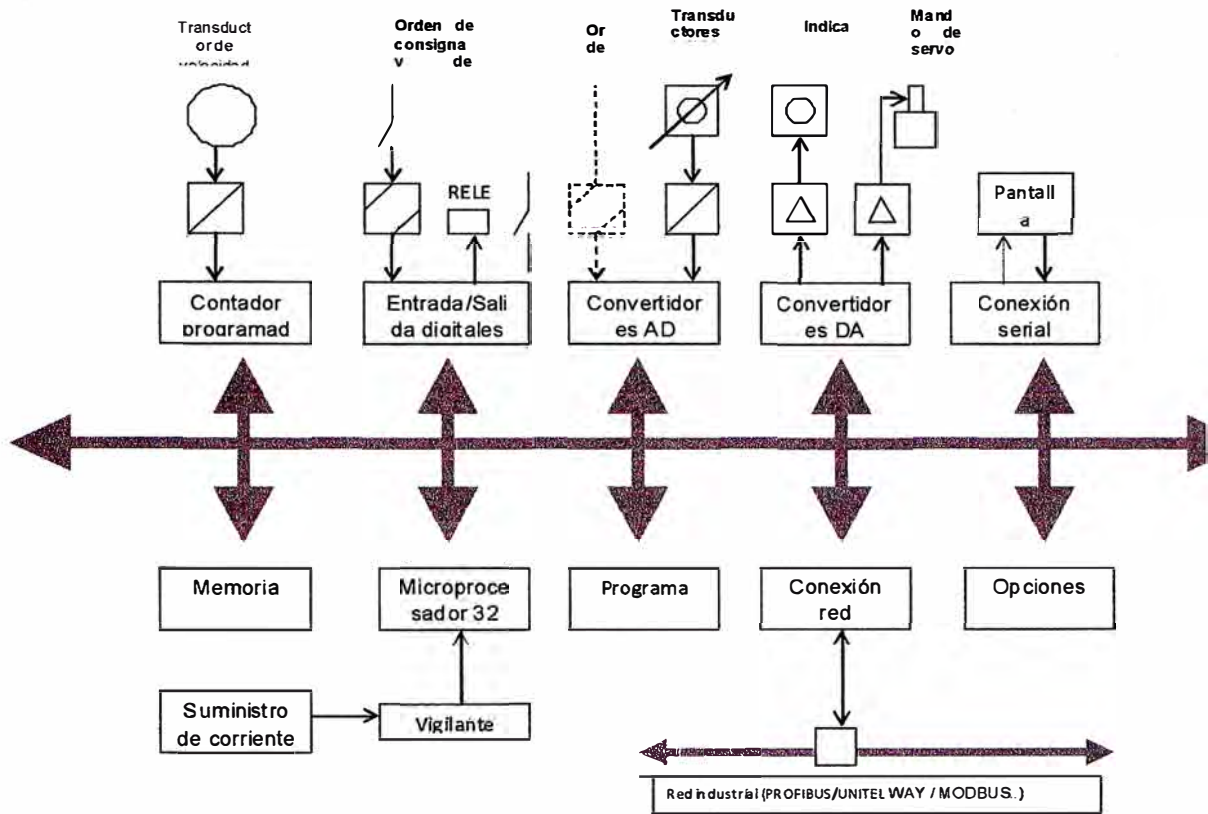 Transduct
or de
velocidad
Orden de
consigna
y de
Or
de
Transdu
ctores
Indica
Mand
o de
servo
RELE
Pantall
a
Contador
programad
Entrada/Sali
da digitales
Convertidor
es AD
Convertidor
es DA
Conexión
serial
Memoria
Microproce
sador 32
Programa
Conexión
red
Opciones
Suministro
de corriente
Vigilante
Red industrial (PROFIBUS/UNITEL WAY / MODBUS..)